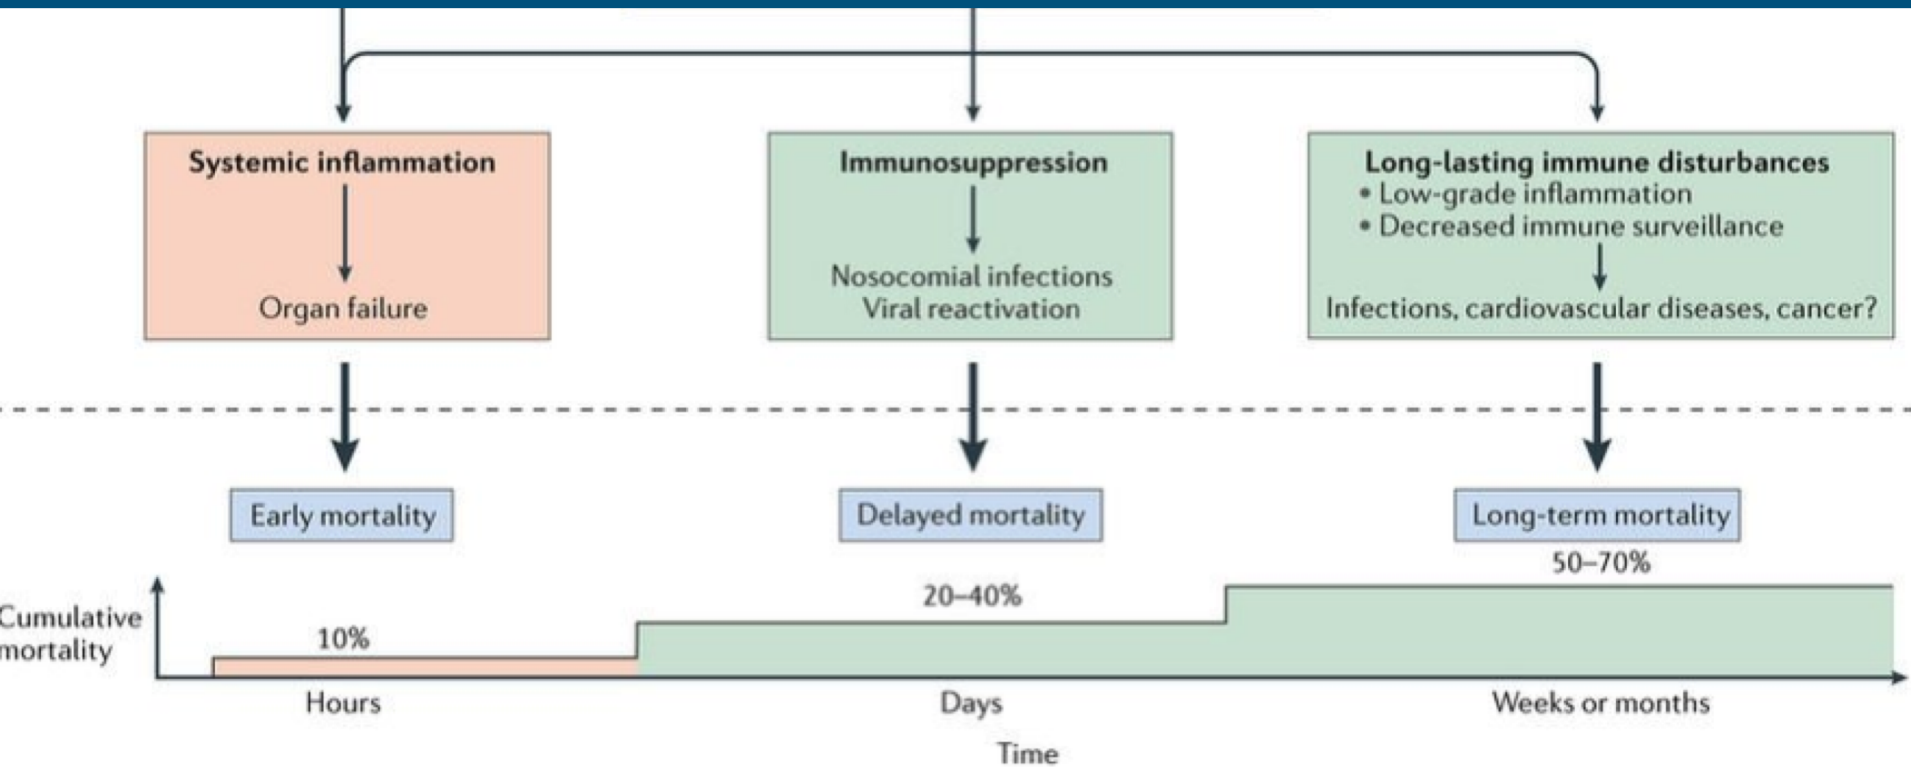 Systemic inflammation
Organ failure
Immunosuppression
Nosocomial infections
Viral reactivation
Long-lasting immune disturbances
• Low-grade inflammation
• Decreased immune surveillance
Infections, cardiovascular diseases, cancer?
Early mortality
Delayed mortality
Long-term mortality
Cumulative
mortality
10%
20–40%
50–70%
Hours
Days
Weeks or months
Time